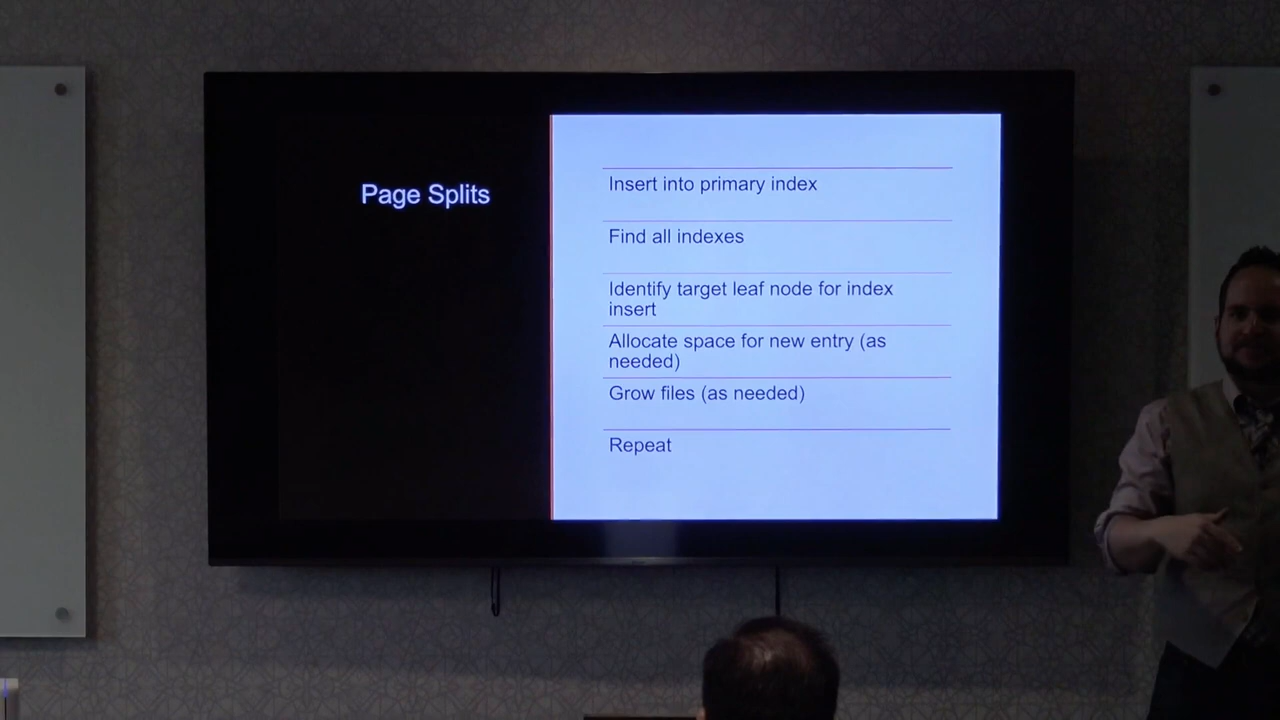 Page Splits
Insert into primary index
Find all indexes
Identify target leaf node for index
insert
Allocate space for new entry (as
needed)
Grow files (as needed)
Repeat